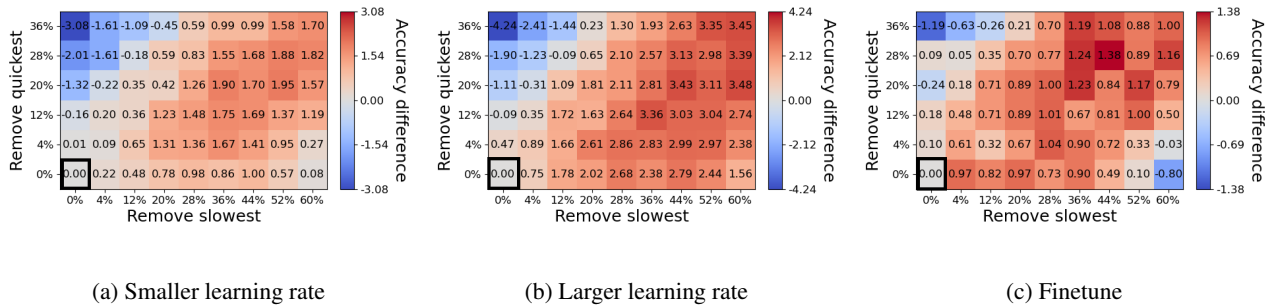 36% -3.08 -1.61 -1.09 -0.45 0.59 0.99 0.99 1.58 1.70
28% -2.01 -1.61 -0.18 0.59 0.83 1.55 1.68 1.88 1.82
20% -1.32 -0.22 0.35 0.42 1.26 1.90 1.70 1.95 1.57
12% -0.16 0.20 0.36 1.23 1.48 1.75 1.69 1.37 1.19
4% 0.01 0.09 0.65 1.31 1.36 1.67 1.41 0.95 0.27
0% 0.00 0.22 0.48 0.78 0.98 0.86 1.00 0.57 0.08
0% 4% 12% 20% 28% 36% 44% 52% 60%
Remove slowest
Remove quickest
3.08
1.54
0.00
-1.54
-3.08
Accuracy difference
(a) Smaller learning rate
36% -4.24 -2.41 -1.44 0.23 1.30 1.93 2.63 3.35 3.45
28% -1.90 -1.23 -0.09 0.65 2.10 2.57 3.13 2.98 3.39
20% -1.11 -0.31 1.09 1.81 2.11 2.81 3.43 3.11 3.48
12% -0.09 0.35 1.72 1.63 2.64 3.36 3.03 3.04 2.74
4% 0.47 0.89 1.66 2.61 2.86 2.83 2.99 2.97 2.38
0% 0.00 0.75 1.78 2.02 2.68 2.38 2.79 2.44 1.56
0% 4% 12% 20% 28% 36% 44% 52% 60%
Remove slowest
Remove quickest
4.24
2.12
0.00
-2.12
-4.24
Accuracy difference
(b) Larger learning rate
36% -1.19 -0.63 -0.26 0.21 0.70 1.19 1.08 0.88 1.00
28% 0.09 0.05 0.35 0.70 0.77 1.24 1.38 0.89 1.16
20% -0.24 0.18 0.71 0.89 1.00 1.23 0.84 1.17 0.79
12% 0.18 0.48 0.71 0.89 1.01 0.67 0.81 1.00 0.50
4% 0.10 0.61 0.32 0.67 1.04 0.90 0.72 0.33 -0.03
0% 0.00 0.97 0.82 0.97 0.73 0.90 0.49 0.10 -0.80
0% 4% 12% 20% 28% 36% 44% 52% 60%
Remove slowest
Remove quickest
1.38
0.69
0.00
-0.69
-1.38
Accuracy difference
(c) Finetune